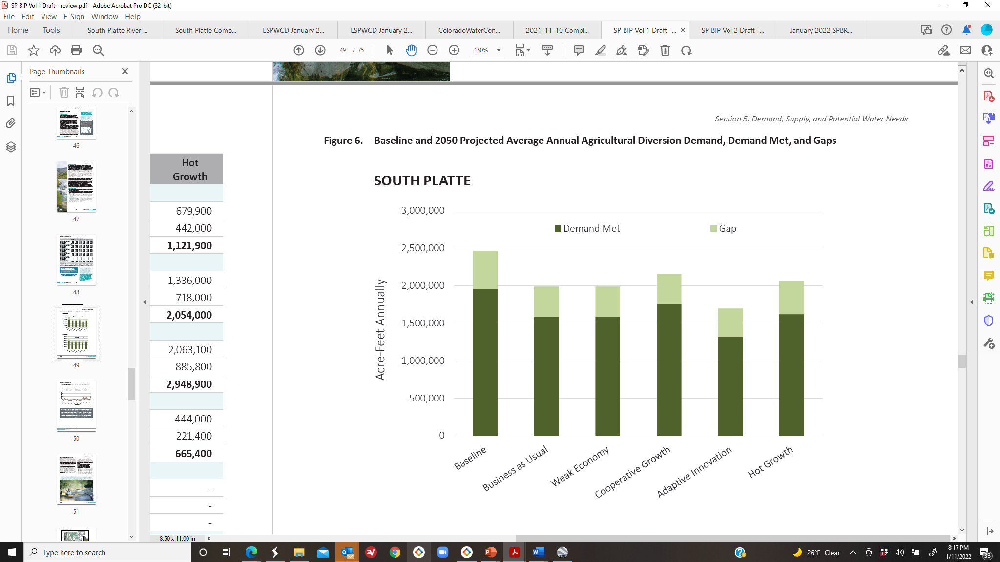 SP BIP Vol 1 Draft - review.pdf - Adobe Acrobat Pro DC (32-bit)
File Edit View E-Sign Window Help
Home Tools South Platte River ... South Platte Comp... LSPWCD January 2... LSPWCD January 2... ColoradoWaterCon... 2021-11-10 Compl... SP BIP Vol 1 Draft -... × SP BIP Vol 2 Draft -... January 2022 SPBR...
49 / 75 150%
Page Thumbnails
46
47
48
49
50
51
Hot
Growth
679,900
442,000
1,121,900
1,336,000
718,000
2,054,000
2,063,100
885,800
2,948,900
444,000
221,400
665,400
-
-
-
8.50 x 11.00 in
Section 5. Demand, Supply, and Potential Water Needs
Figure 6. Baseline and 2050 Projected Average Annual Agricultural Diversion Demand, Demand Met, and Gaps
SOUTH PLATTE
Acre-Feet Annually
3,000,000
2,500,000
2,000,000
1,500,000
1,000,000
500,000
0
Demand Met Gap
Baseline
Business as Usual
Weak Economy
Cooperative Growth
Adaptive Innovation
Hot Growth
Type here to search
26°F Clear
8:17 PM
1/11/2022
33